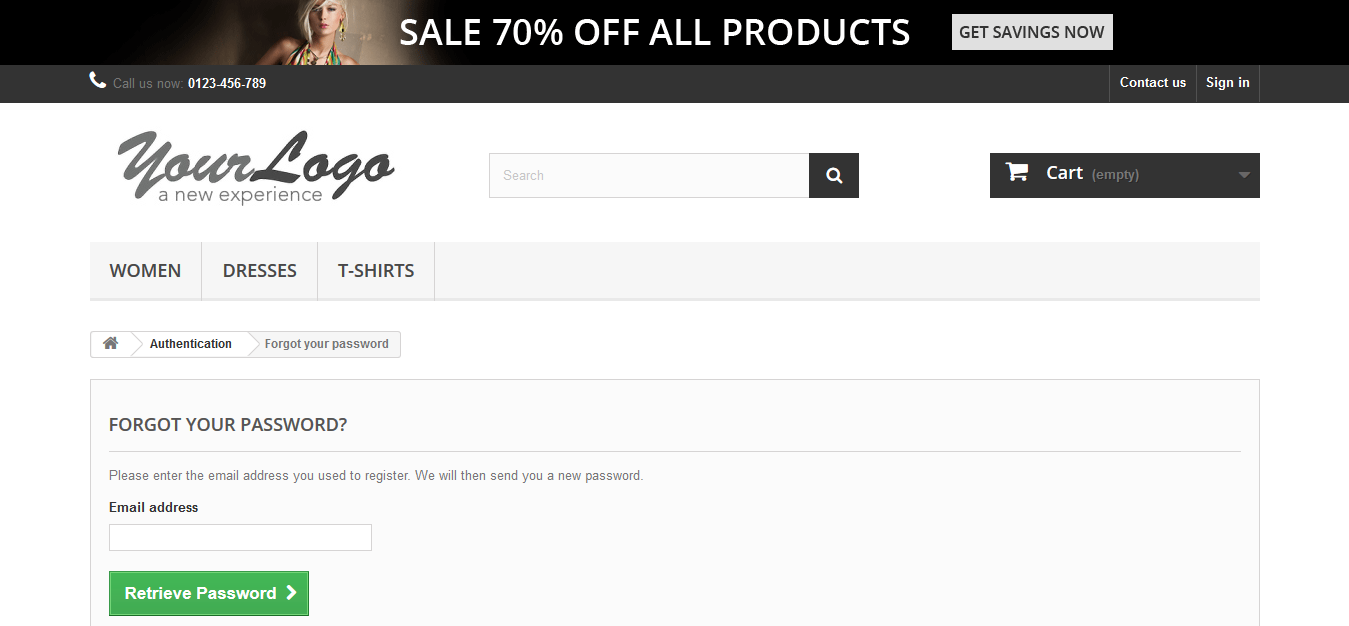 SALE 70% OFF ALL PRODUCTS GET SAVINGS NOW
Call us now: 0123-456-789 Contact us Sign in
YourLogo
a new experience
Search
Cart (empty)
WOMEN DRESSES T-SHIRTS
Authentication Forgot your password
FORGOT YOUR PASSWORD?
Please enter the email address you used to register. We will then send you a new password.
Email address
Retrieve Password